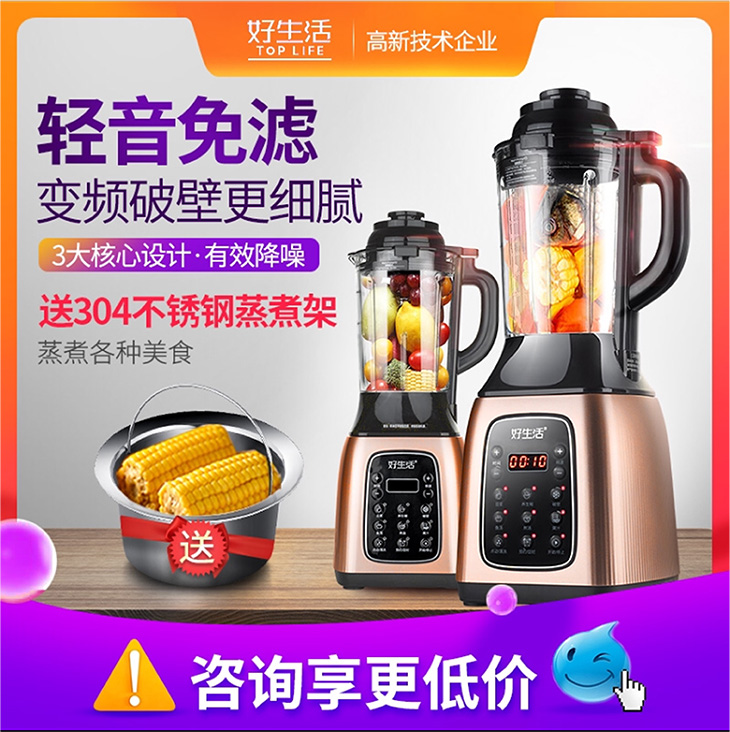 好生活
TOP LIFE
高新技术企业
轻音免滤
变频破壁更细腻
3大核心设计·有效降噪
送304不锈钢蒸煮架
蒸煮各种美食
好生活
00:10
好生活
送
咨询享更低价